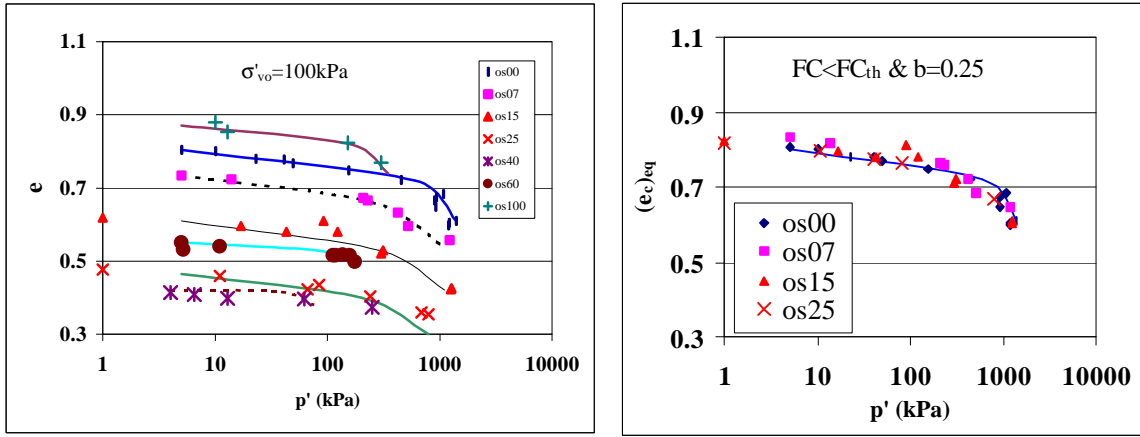 1.1
0.9
0.7
0.5
0.3
e
σ'vo=100kPa
os00
os07
os15
os25
os40
os60
os100
1 10 100 1000 10000
p' (kPa)
1.1
0.9
0.7
0.5
0.3
(ec)eq
FC<FCth & b=0.25
os00
os07
os15
os25
1 10 100 1000 10000
p' (kPa)